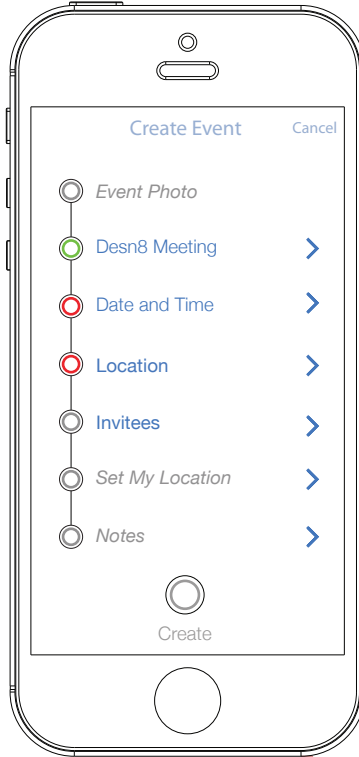 Create Event
Cancel
Event Photo
Desn8 Meeting
Date and Time
Location
Invitees
Set My Location
Notes
Create